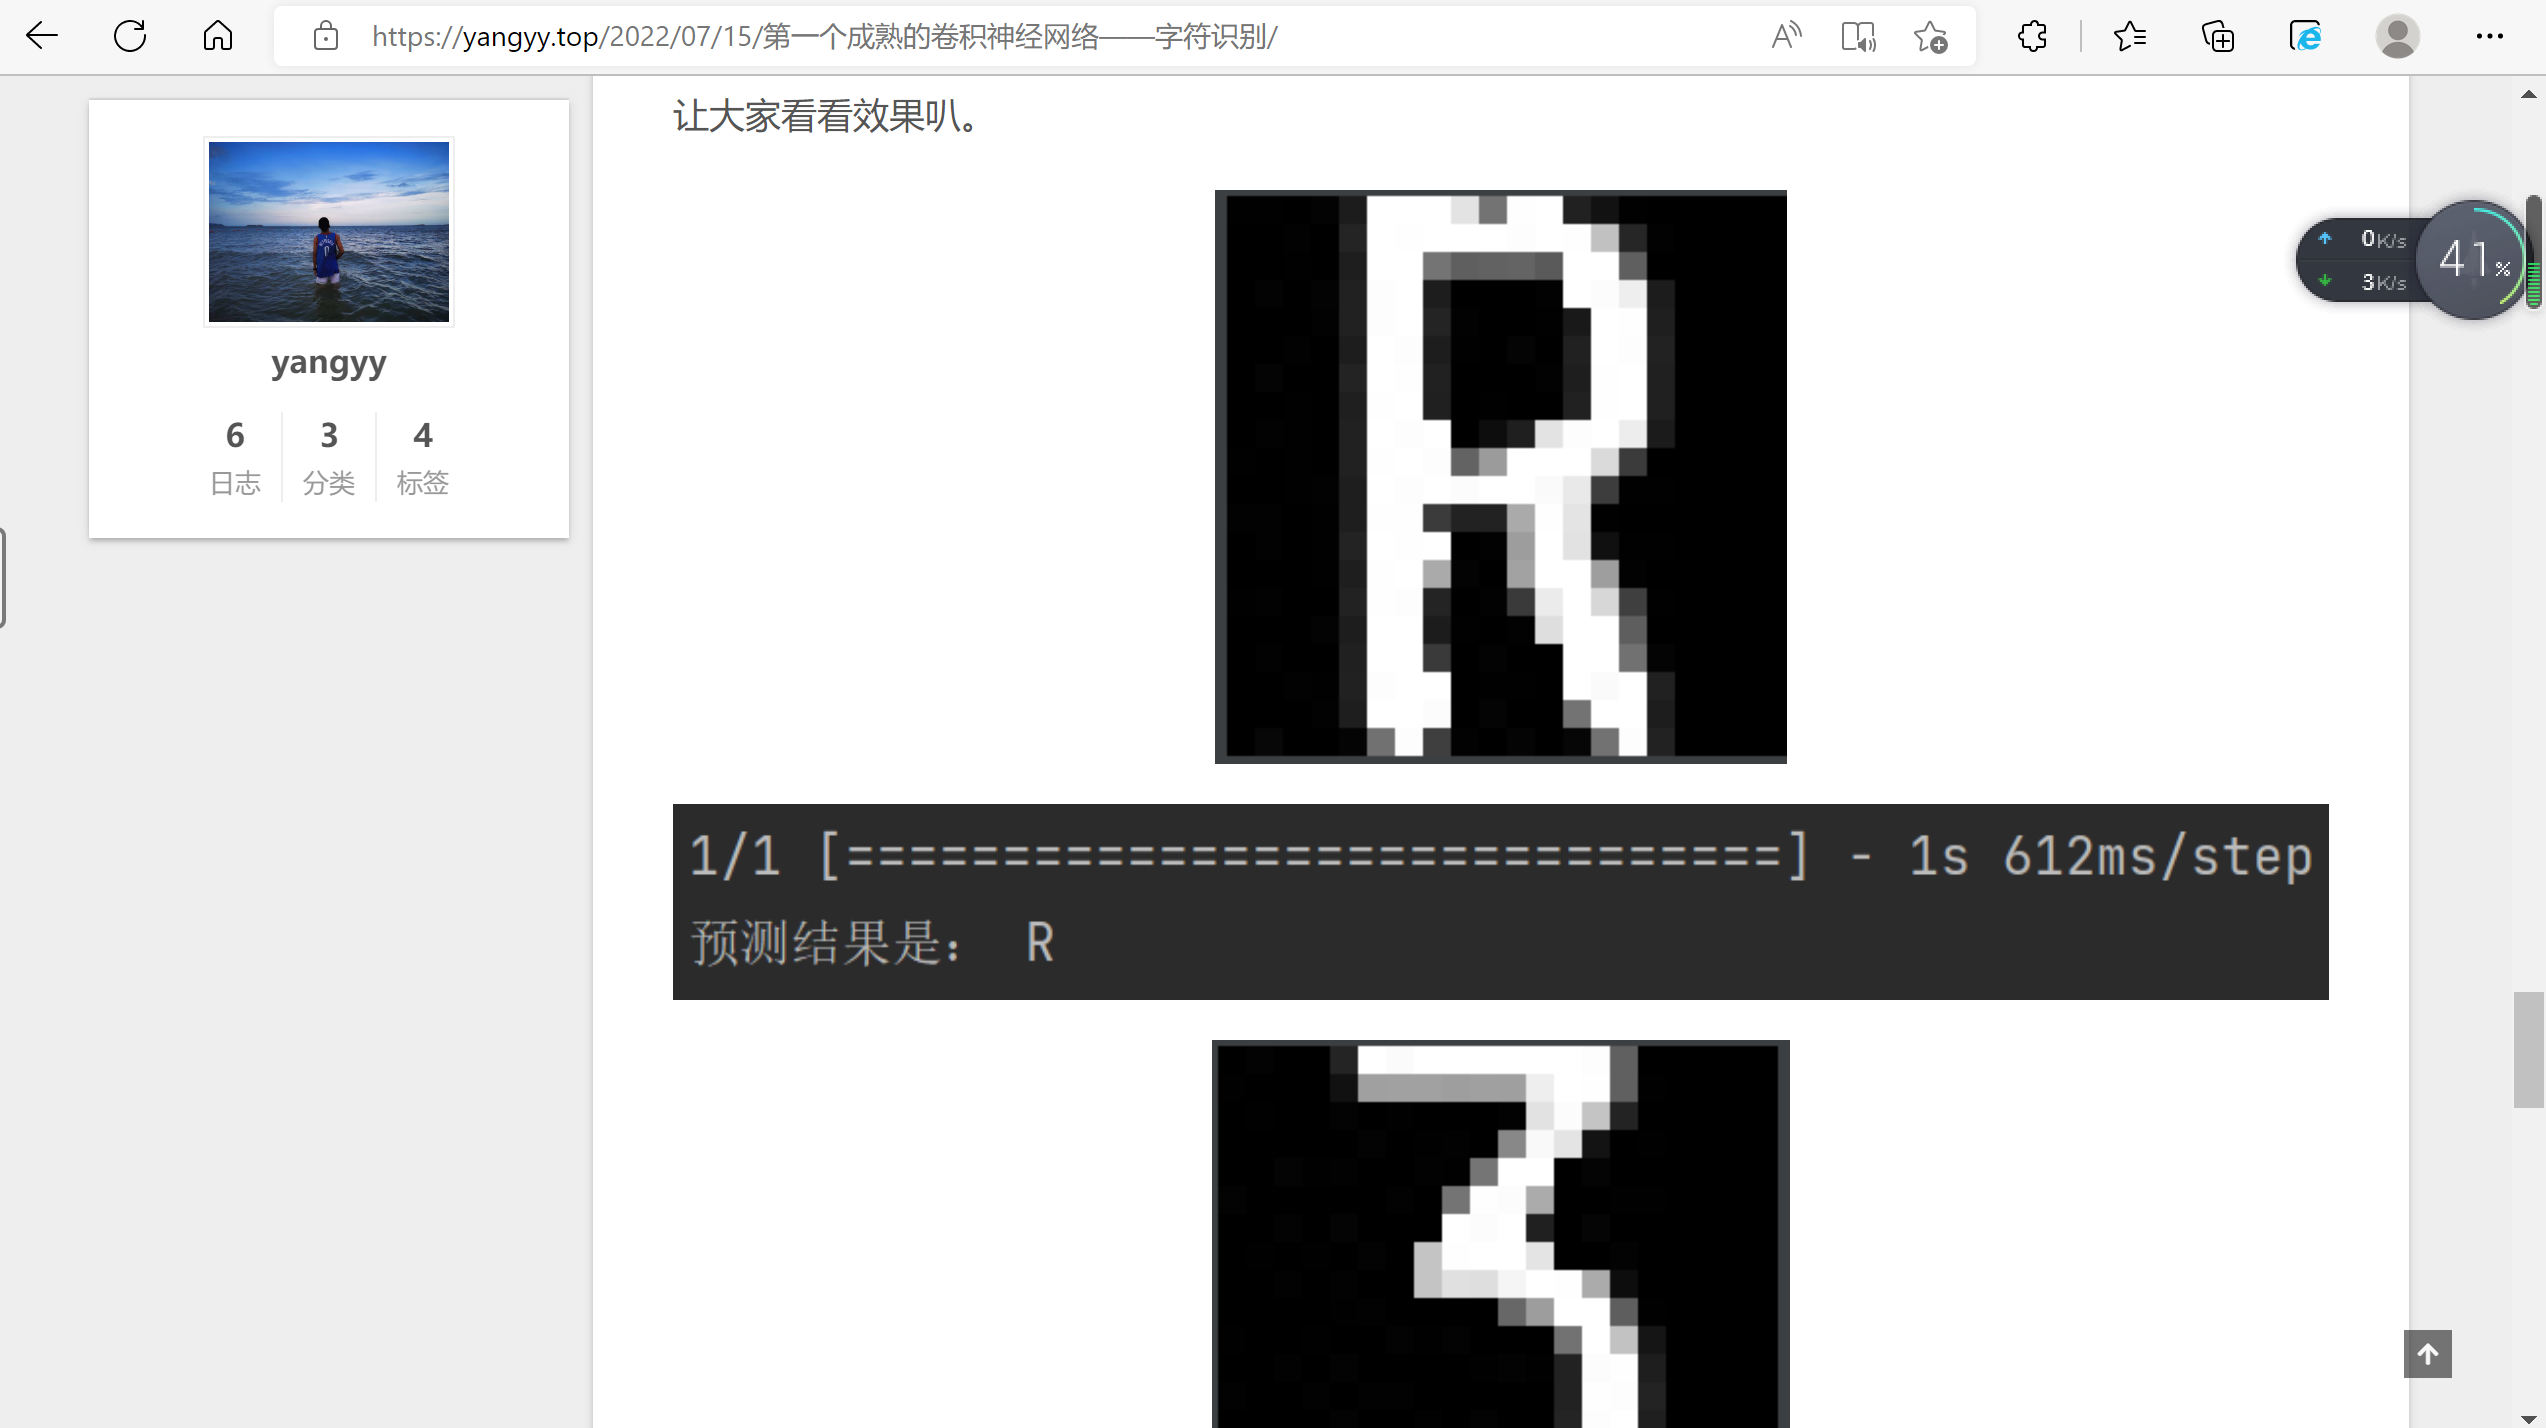 https://yangyy.top/2022/07/15/第一个成熟的卷积神经网络——字符识别/
让大家看看效果叭。
yangyy
6 3 4
日志 分类 标签
0K/s
3K/s
41%
R
1/1 [==============================] - 1s 612ms/step
预测结果是： R